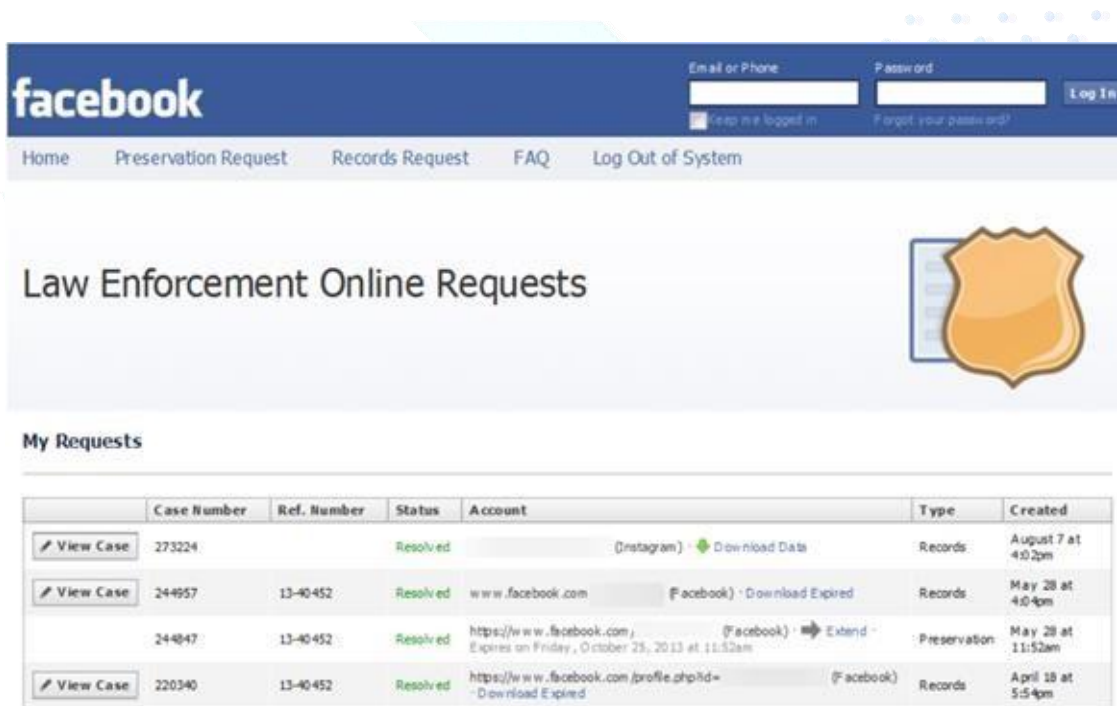 Email or Phone Password
facebook
Log In
Keep me logged in Forgot your password?
Home Preservation Request Records Request FAQ Log Out of System
Law Enforcement Online Requests
My Requests
Case Number Ref. Number Status Account Type Created
View Case 273224 Resolved (Instagram) · Download Data Records August 7 at
4:02pm
View Case 244957 13-40452 Resolved www.facebook.com (Facebook) · Download Expired Records May 28 at
4:04pm
244847 13-40452 Resolved https://www.facebook.com/ (Facebook) · Extend · Preservation May 28 at
Expires on Friday, October 25, 2013 at 11:52am 11:52am
View Case 220340 13-40452 Resolved https://www.facebook.com/profile.php?id= (Facebook) Records April 18 at
· Download Expired 5:54pm